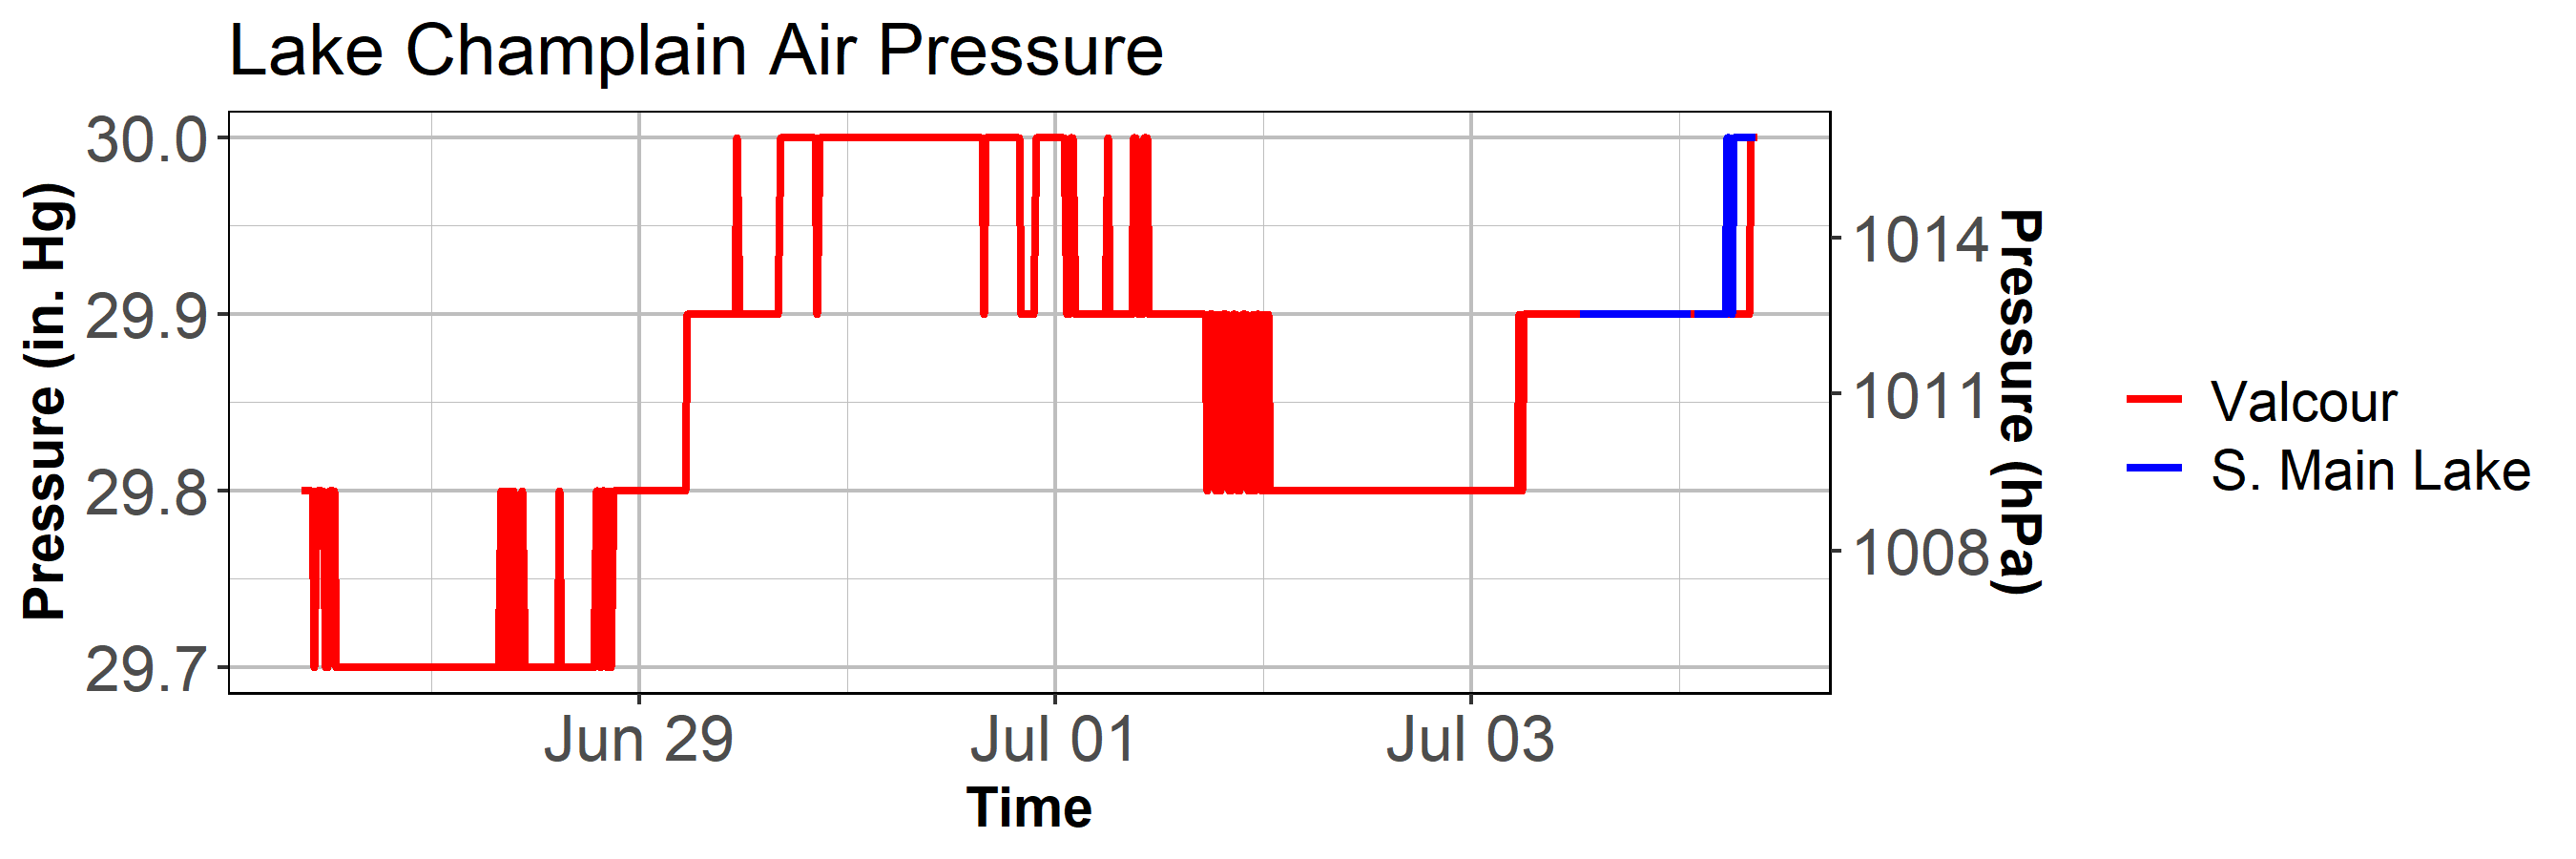 Lake Champlain Air Pressure
Pressure (in. Hg)
30.0
29.9
29.8
29.7
Jun 29
Jul 01
Jul 03
Time
1014
1011
1008
Pressure (hPa)
Valcour
S. Main Lake